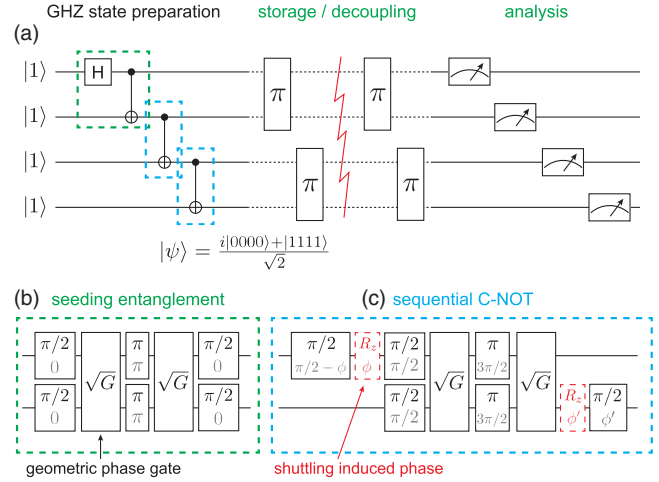 GHZ state preparation storage / decoupling analysis
(a)
|1⟩ H π π
|1⟩
|1⟩ π π
|1⟩
|ψ⟩ = i|0000⟩+|1111⟩ / √2
(b) seeding entanglement (c) sequential C-NOT
π/2 √G π √G π/2 π/2 R_z π/2 √G π √G
0 π 0 π/2 − ϕ ϕ π/2 3π/2
π/2 π π/2 π/2 π R_z π/2
0 π 0 π/2 3π/2 ϕ′ ϕ′
geometric phase gate shuttling induced phase